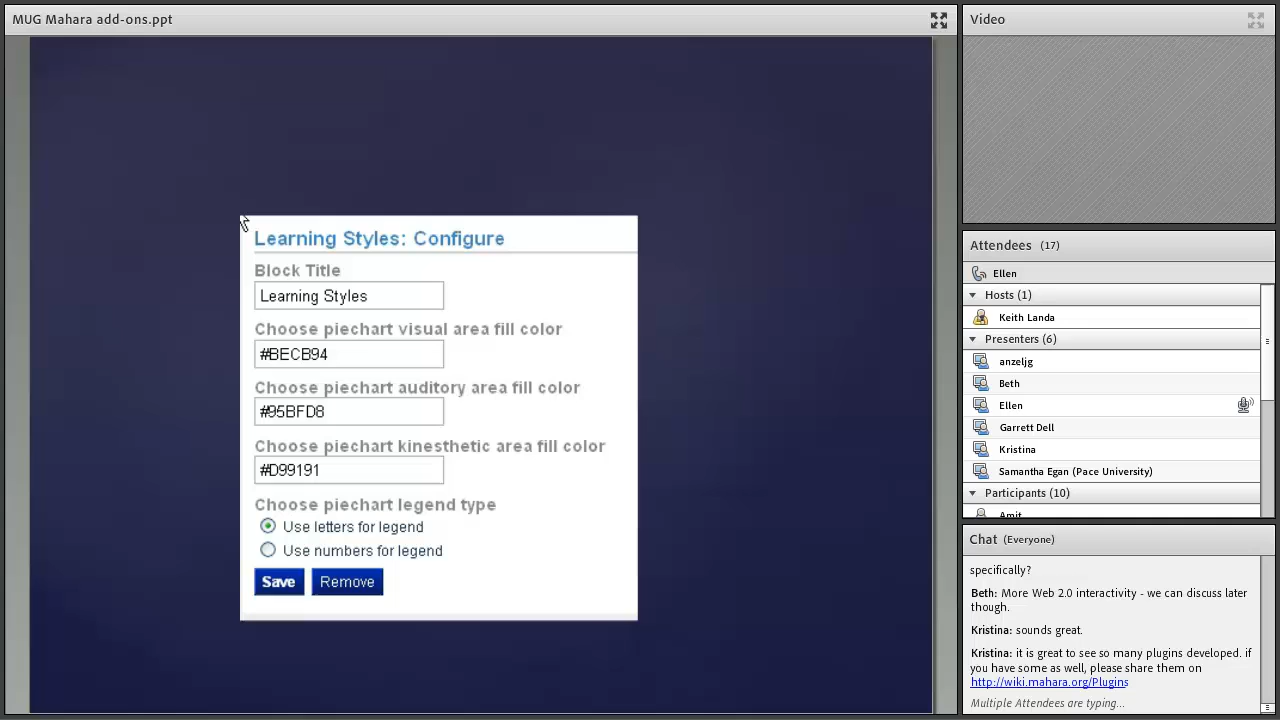 MUG Mahara add-ons.ppt
Learning Styles: Configure
Block Title
Learning Styles
Choose piechart visual area fill color
#BECB94
Choose piechart auditory area fill color
#95BFD8
Choose piechart kinesthetic area fill color
#D99191
Choose piechart legend type
Use letters for legend
Use numbers for legend
Save Remove
Video
Attendees (17)
Ellen
Hosts (1)
Keith Landa
Presenters (6)
anzeljg
Beth
Ellen
Garrett Dell
Kristina
Samantha Egan (Pace University)
Participants (10)
Amit
Chat (Everyone)
specifically?
Beth: More Web 2.0 interactivity - we can discuss later
though.
Kristina: sounds great.
Kristina: it is great to see so many plugins developed. if
you have some as well, please share them on
http://wiki.mahara.org/Plugins
Multiple Attendees are typing...